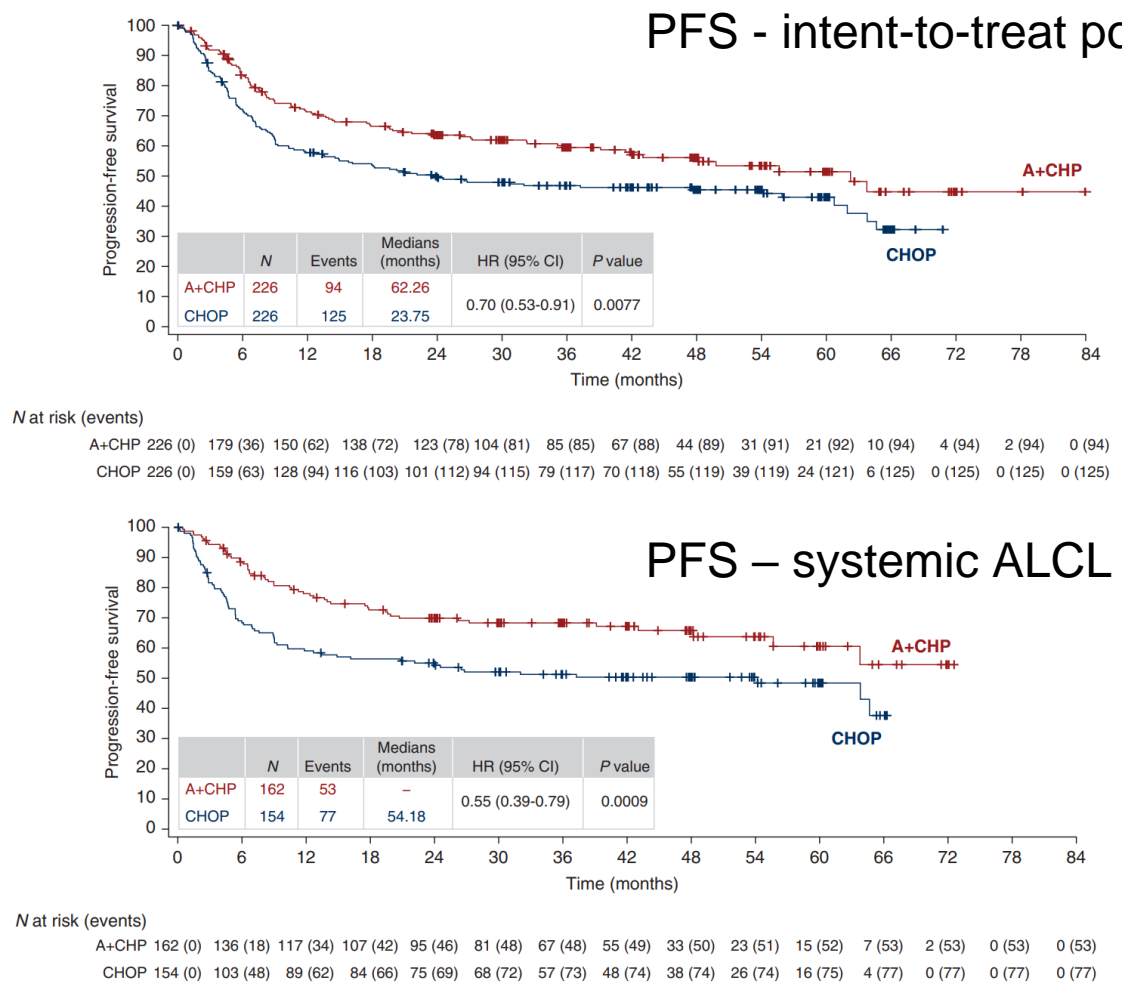 PFS - intent-to-treat po
Progression-free survival
100
90
80
70
60
50
40
30
20
10
0
A+CHP
CHOP
N Events Medians (months) HR (95% CI) P value
A+CHP 226 94 62.26 0.70 (0.53-0.91) 0.0077
CHOP 226 125 23.75
0 6 12 18 24 30 36 42 48 54 60 66 72 78 84
Time (months)
N at risk (events)
A+CHP 226 (0) 179 (36) 150 (62) 138 (72) 123 (78) 104 (81) 85 (85) 67 (88) 44 (89) 31 (91) 21 (92) 10 (94) 4 (94) 2 (94) 0 (94)
CHOP 226 (0) 159 (63) 128 (94) 116 (103) 101 (112) 94 (115) 79 (117) 70 (118) 55 (119) 39 (119) 24 (121) 6 (125) 0 (125) 0 (125) 0 (125)
PFS – systemic ALCL
Progression-free survival
100
90
80
70
60
50
40
30
20
10
0
A+CHP
CHOP
N Events Medians (months) HR (95% CI) P value
A+CHP 162 53 – 0.55 (0.39-0.79) 0.0009
CHOP 154 77 54.18
0 6 12 18 24 30 36 42 48 54 60 66 72 78 84
Time (months)
N at risk (events)
A+CHP 162 (0) 136 (18) 117 (34) 107 (42) 95 (46) 81 (48) 67 (48) 55 (49) 33 (50) 23 (51) 15 (52) 7 (53) 2 (53) 0 (53) 0 (53)
CHOP 154 (0) 103 (48) 89 (62) 84 (66) 75 (69) 68 (72) 57 (73) 48 (74) 38 (74) 26 (74) 16 (75) 4 (77) 0 (77) 0 (77) 0 (77)